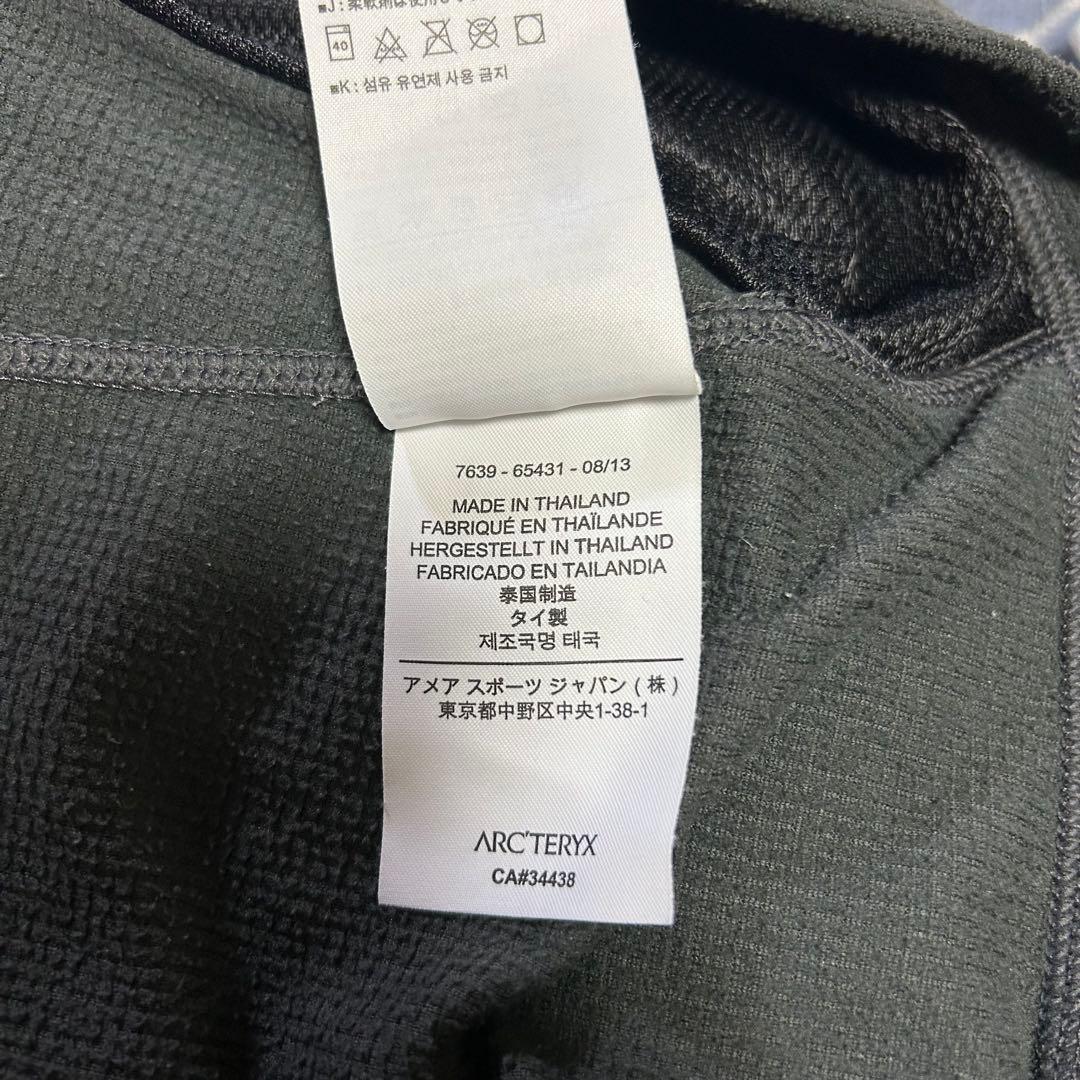 ■J:柔軟剤は使用し
40
■K: 섬유 유연제 사용 금지
7639 - 65431 - 08/13
MADE IN THAILAND
FABRIQUÉ EN THAÏLANDE
HERGESTELLT IN THAILAND
FABRICADO EN TAILANDIA
泰国制造
タイ製
제조국명 태국
アメア スポーツ ジャパン ( 株 )
東京都中野区中央1-38-1
ARC'TERYX
CA#34438